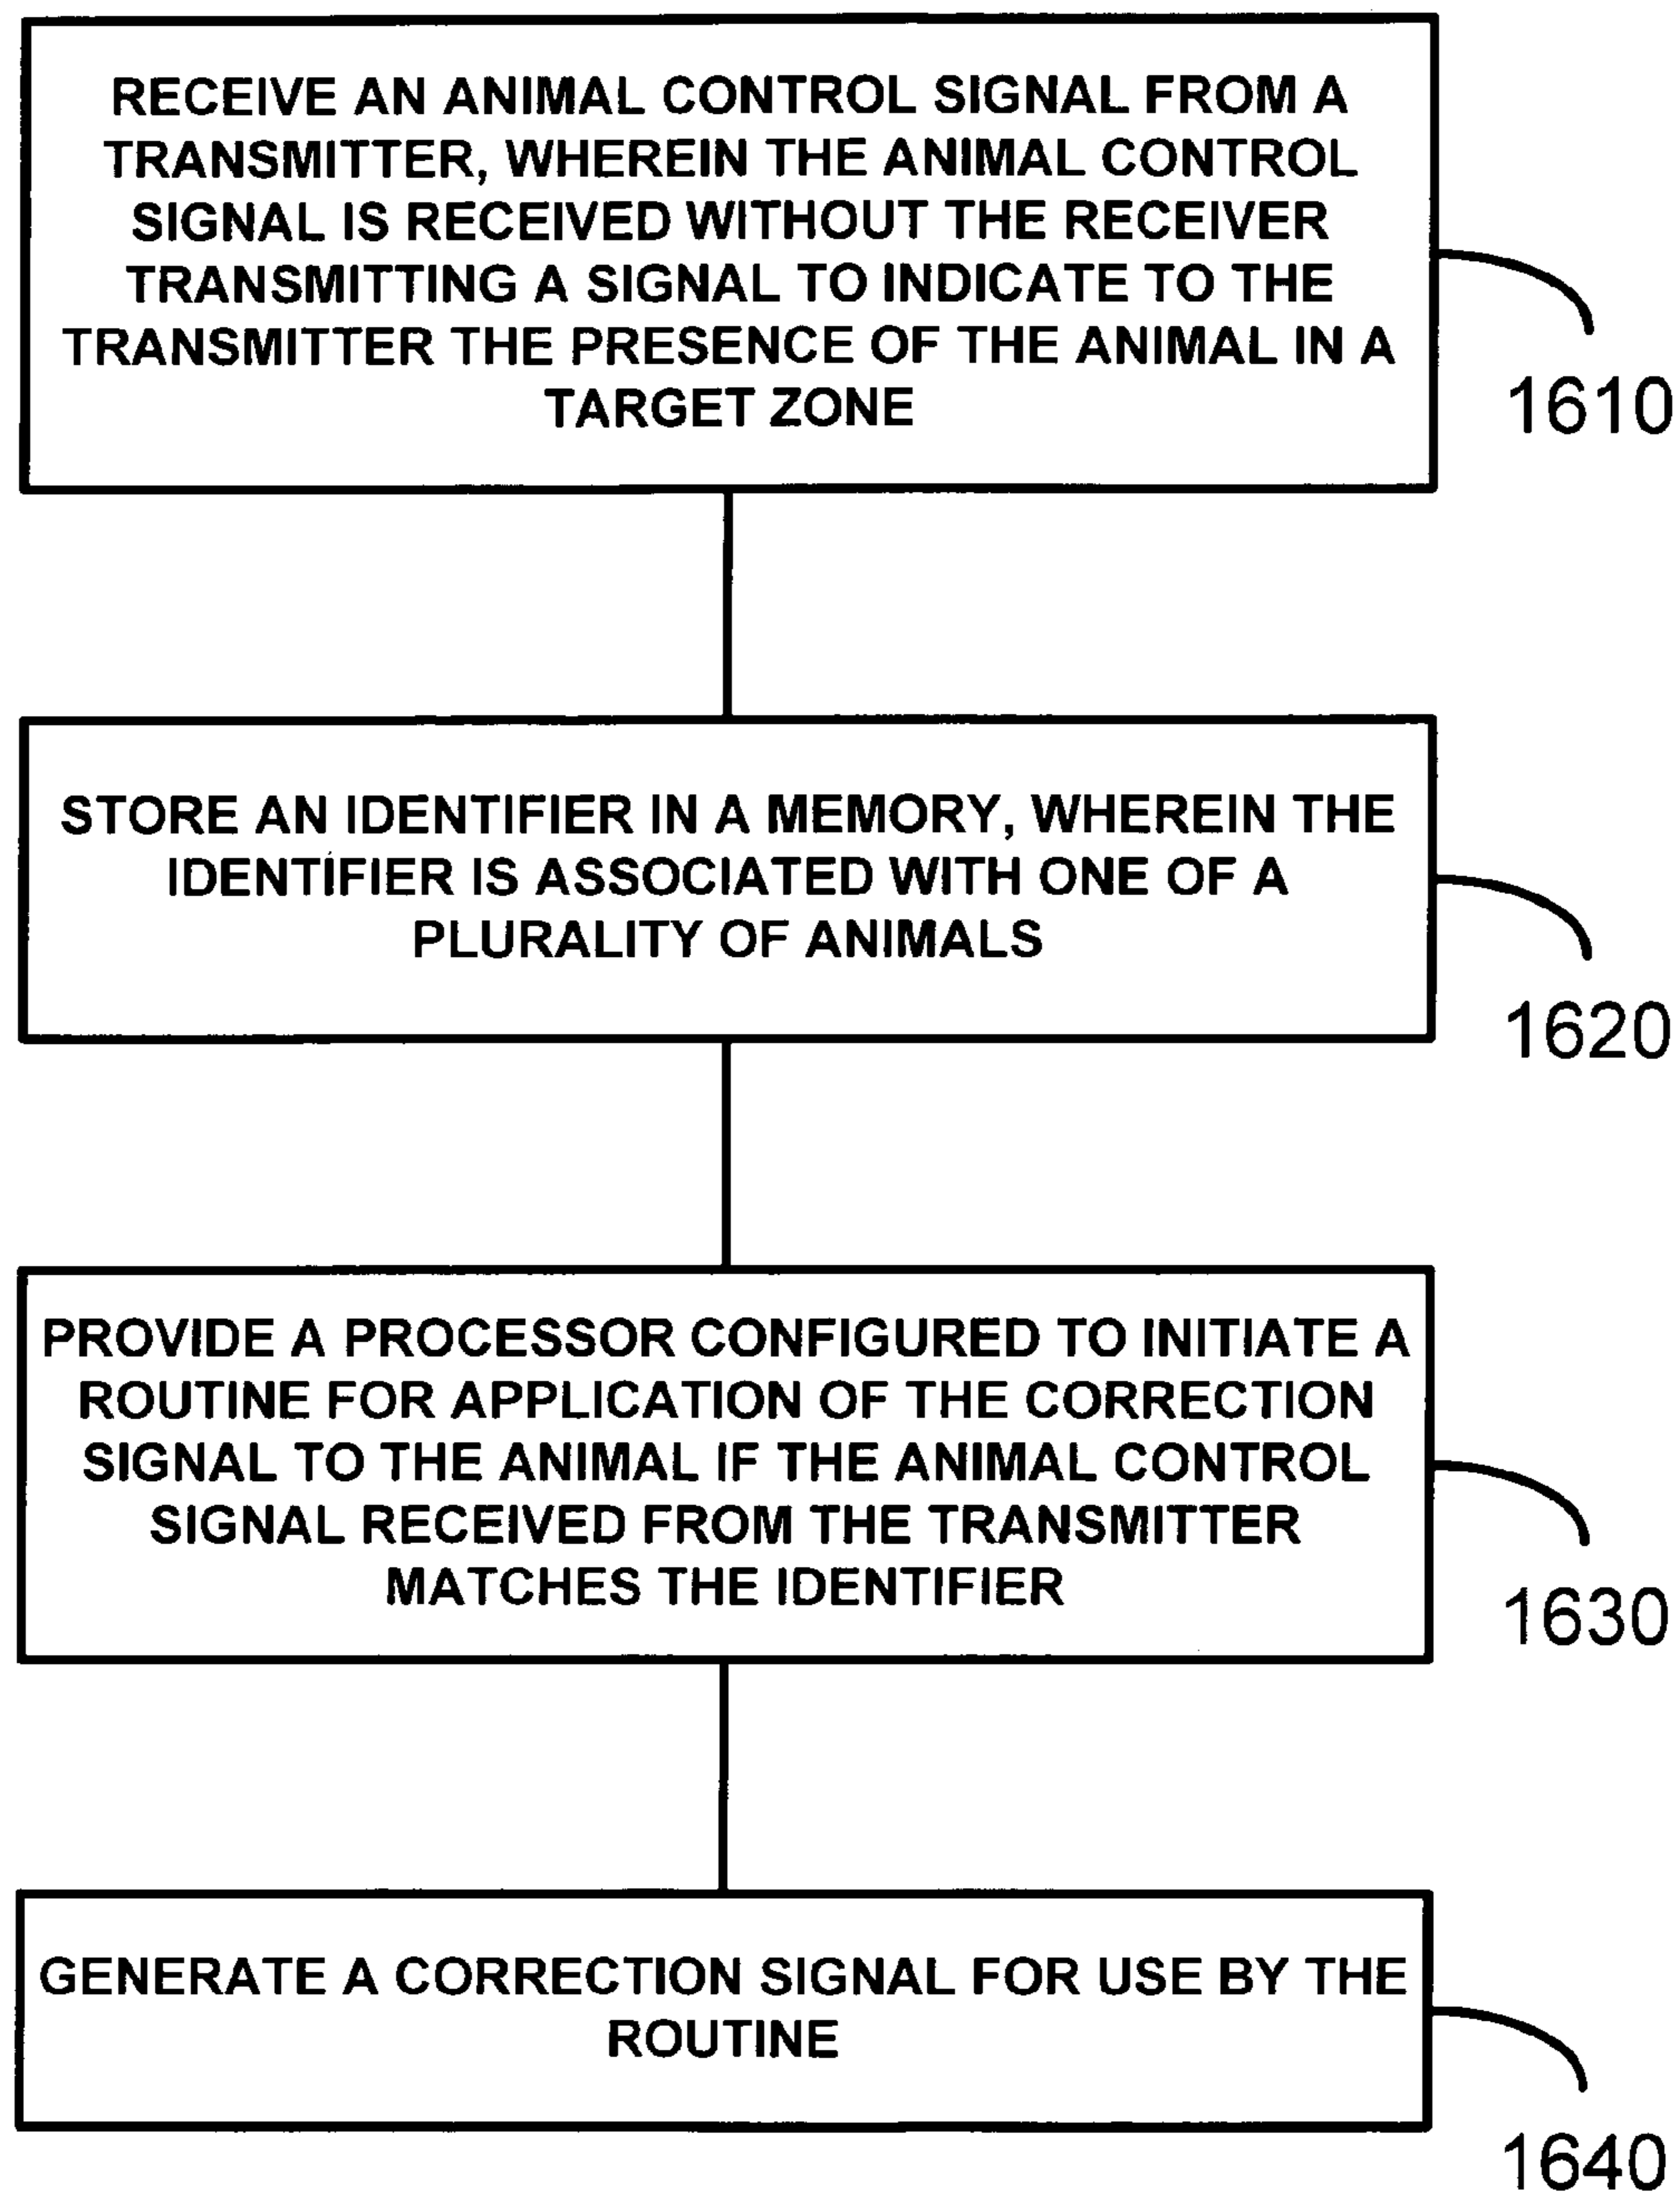 RECEIVE AN ANIMAL CONTROL SIGNAL FROM A
TRANSMITTER, WHEREIN THE ANIMAL CONTROL
SIGNAL IS RECEIVED WITHOUT THE RECEIVER
TRANSMITTING A SIGNAL TO INDICATE TO THE
TRANSMITTER THE PRESENCE OF THE ANIMAL IN A
TARGET ZONE
1610
STORE AN IDENTIFIER IN A MEMORY, WHEREIN THE
IDENTIFIER IS ASSOCIATED WITH ONE OF A
PLURALITY OF ANIMALS
1620
PROVIDE A PROCESSOR CONFIGURED TO INITIATE A
ROUTINE FOR APPLICATION OF THE CORRECTION
SIGNAL TO THE ANIMAL IF THE ANIMAL CONTROL
SIGNAL RECEIVED FROM THE TRANSMITTER
MATCHES THE IDENTIFIER
1630
GENERATE A CORRECTION SIGNAL FOR USE BY THE
ROUTINE
1640